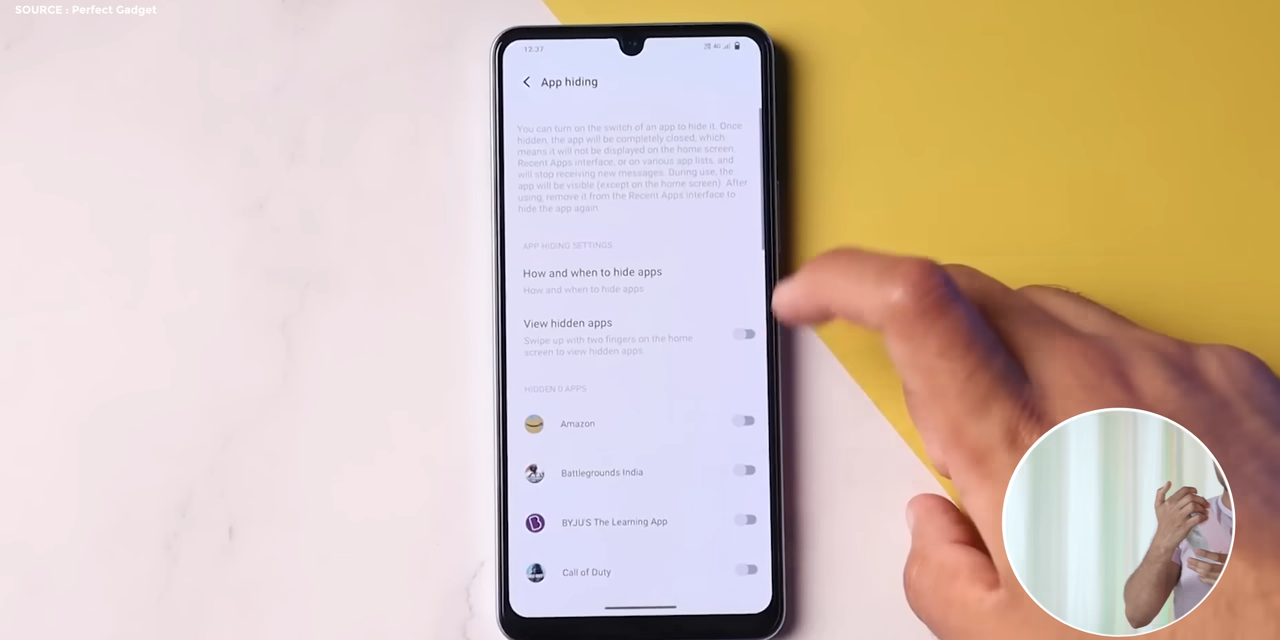 SOURCE : Perfect Gadget
12:37
App hiding
You can turn on the switch of an app to hide it. Once
hidden, the app will be completely closed, which
means it will not be displayed on the home screen,
Recent Apps interface, or on various app lists, and
will stop receiving new messages. During use, the
app will be visible (except on the home screen). After
using, remove it from the Recent Apps interface to
hide the app again.
APP HIDING SETTINGS
How and when to hide apps
How and when to hide apps
View hidden apps
Swipe up with two fingers on the home
screen to view hidden apps
HIDDEN 0 APPS
Amazon
Battlegrounds India
BYJU'S The Learning App
Call of Duty